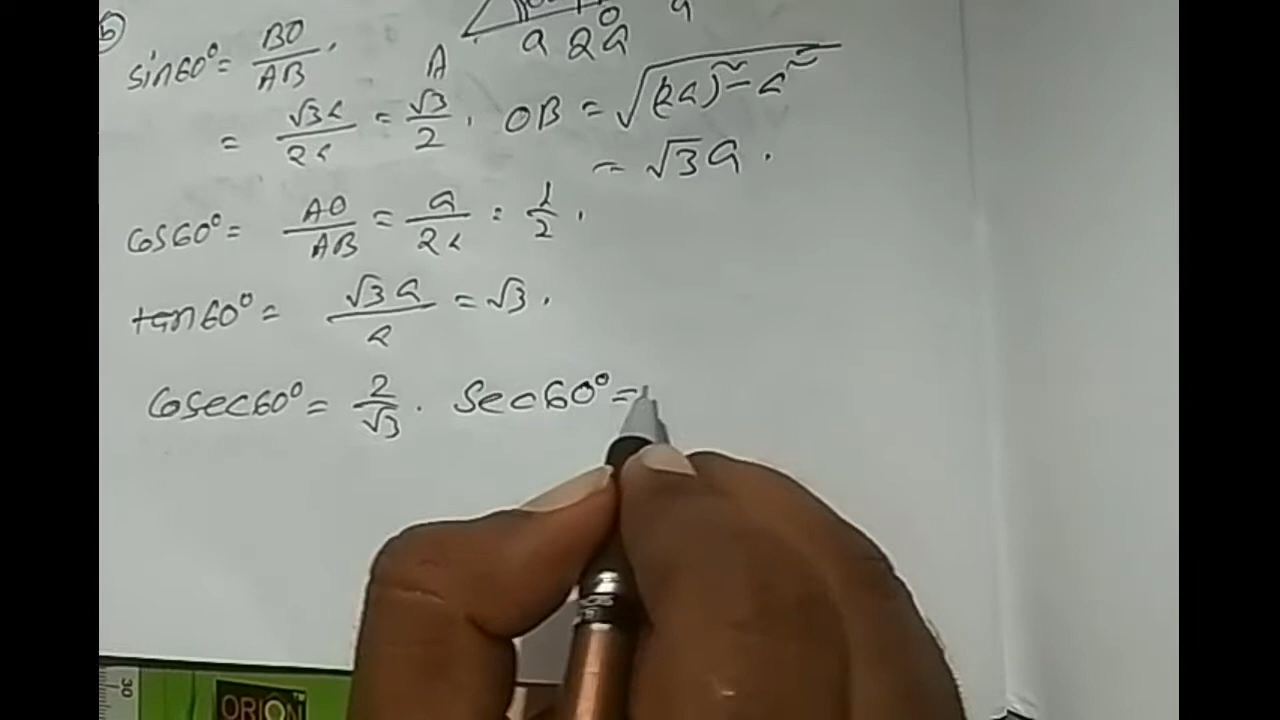 b
a 2a a
sin60° = BO/AB.
A
= √3a/2a = √3/2. OB = √(2a)² - a²
= √3a.
cos60° = AO/AB = a/2a = 1/2.
tan60° = √3a/a = √3.
Cosec60° = 2/√3. Sec60° =
30
ORION